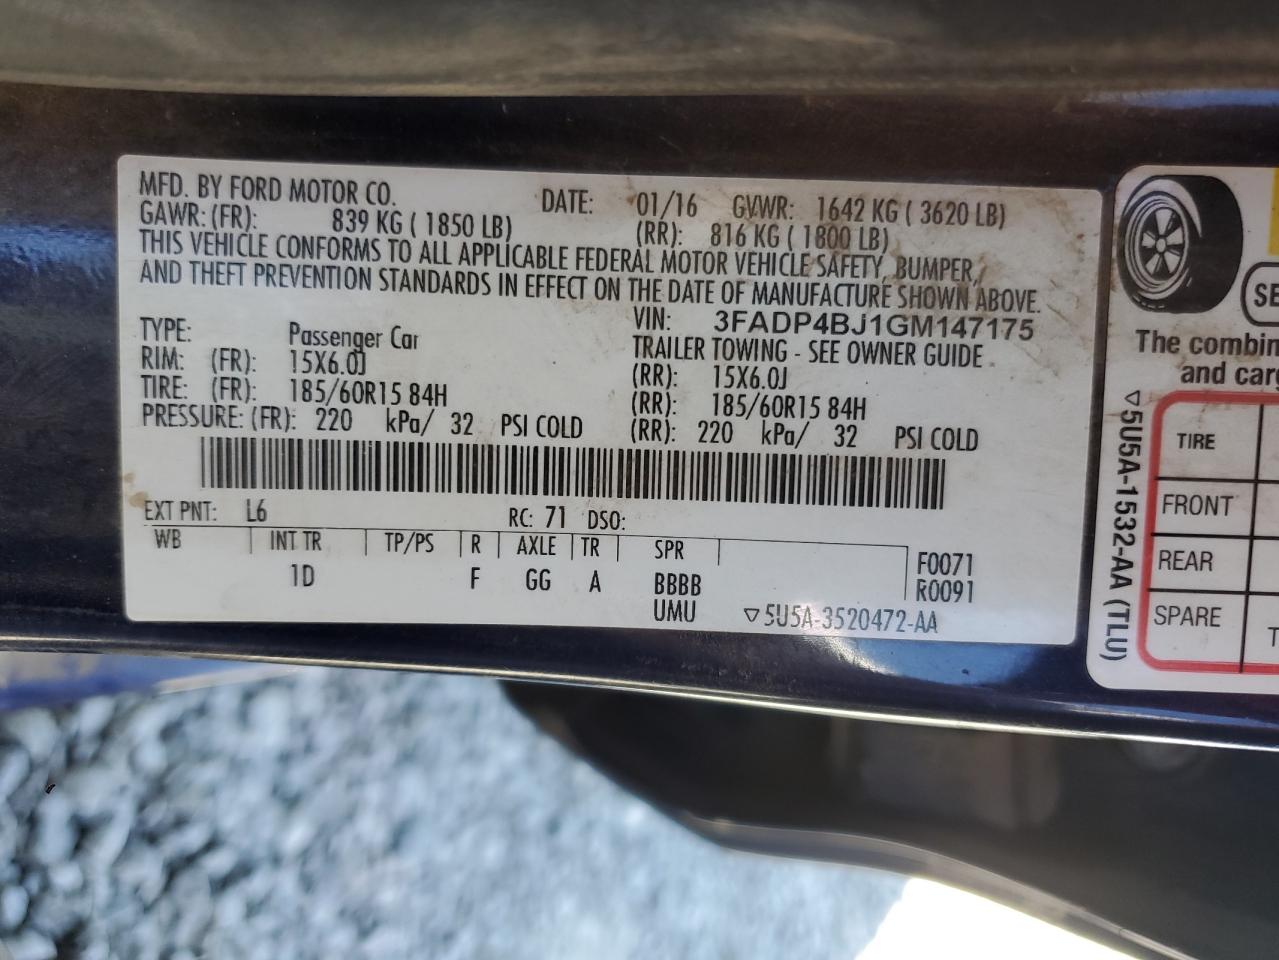 MFD. BY FORD MOTOR CO. DATE: 01/16 GVWR: 1642 KG ( 3620 LB)
GAWR: (FR): 839 KG ( 1850 LB) (RR): 816 KG ( 1800 LB)
THIS VEHICLE CONFORMS TO ALL APPLICABLE FEDERAL MOTOR VEHICLE SAFETY, BUMPER,
AND THEFT PREVENTION STANDARDS IN EFFECT ON THE DATE OF MANUFACTURE SHOWN ABOVE.
VIN: 3FADP4BJ1GM147175
TYPE: Passenger Car TRAILER TOWING - SEE OWNER GUIDE
RIM: (FR): 15X6.0J (RR): 15X6.0J
TIRE: (FR): 185/60R15 84H (RR): 185/60R15 84H
PRESSURE: (FR): 220 kPa/ 32 PSI COLD (RR): 220 kPa/ 32 PSI COLD
EXT PNT: L6 RC: 71 DSO:
WB INT TR TP/PS R AXLE TR SPR F0071
1D F GG A BBBB R0091
UMU ▽5U5A-3520472-AA
SE
The combin
and carg
▽5U5A-1532-AA (TLU)
TIRE
FRONT
REAR
SPARE
T